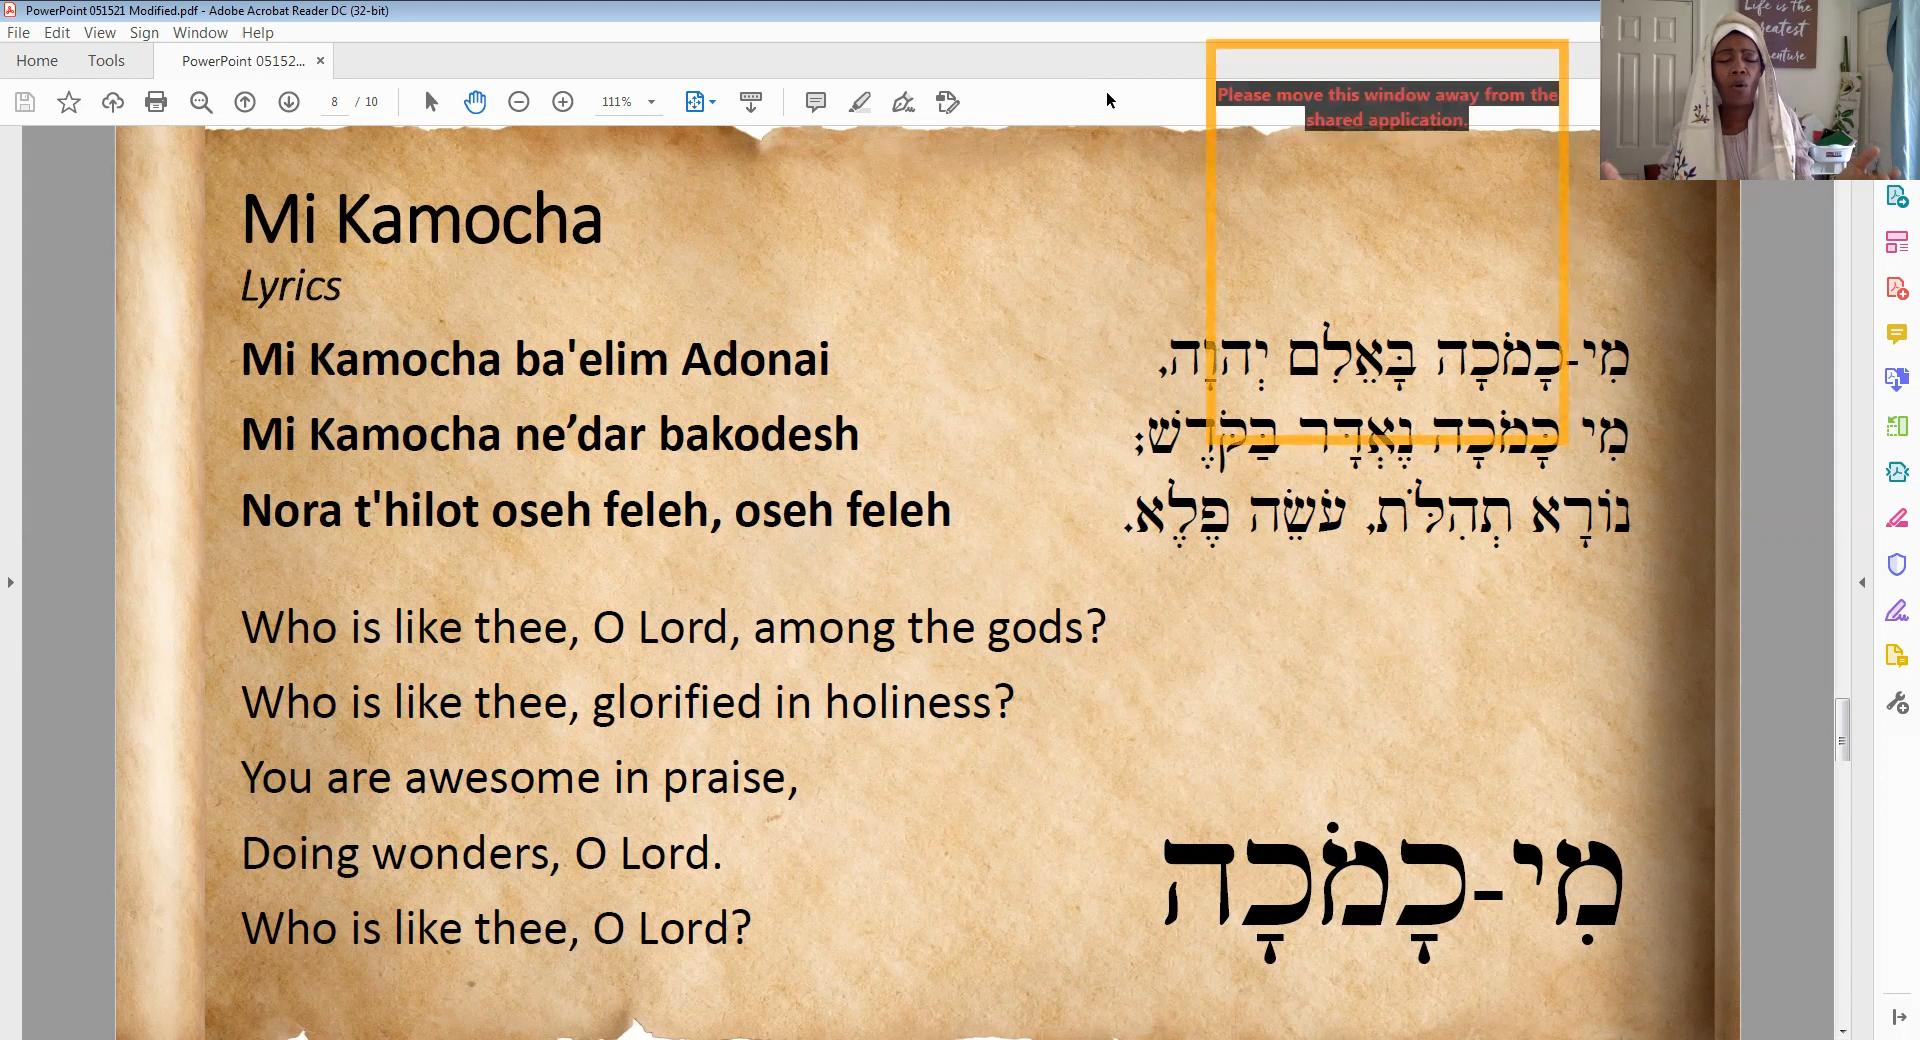 PowerPoint 051521 Modified.pdf - Adobe Acrobat Reader DC (32-bit)
File Edit View Sign Window Help
Home Tools PowerPoint 05152... ×
8 / 10 111%
Please move this window away from the
shared application.
Life is the
Greatest
venture
Mi Kamocha
Lyrics
Mi Kamocha ba'elim Adonai
מִי-כָמֹכָה בָּאֵלִם יְהוָה,
Mi Kamocha ne’dar bakodesh
מִי כָּמֹכָה נֶאְדָּר בַּקֹּדֶשׁ;
Nora t'hilot oseh feleh, oseh feleh
נוֹרָא תְהִלֹּת, עֹשֵׂה פֶלֶא.
Who is like thee, O Lord, among the gods?
Who is like thee, glorified in holiness?
You are awesome in praise,
Doing wonders, O Lord.
Who is like thee, O Lord?
מִי-כָמֹכָה